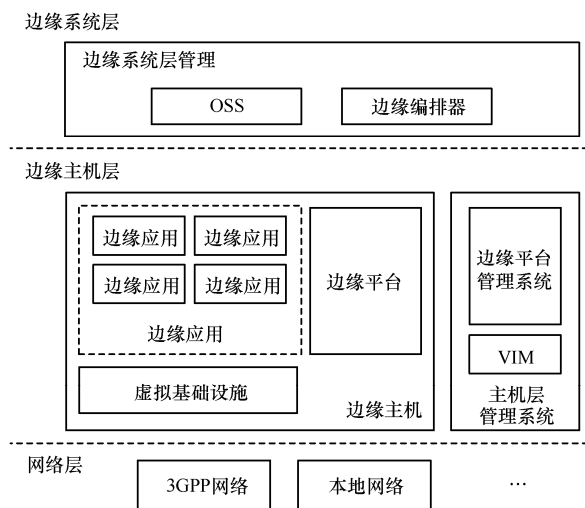 边缘系统层
边缘系统层管理
OSS
边缘编排器
边缘主机层
边缘应用
边缘应用
边缘应用
边缘应用
边缘应用
边缘平台
虚拟基础设施
边缘主机
边缘平台
管理系统
VIM
主机层
管理系统
网络层
3GPP网络
本地网络
…